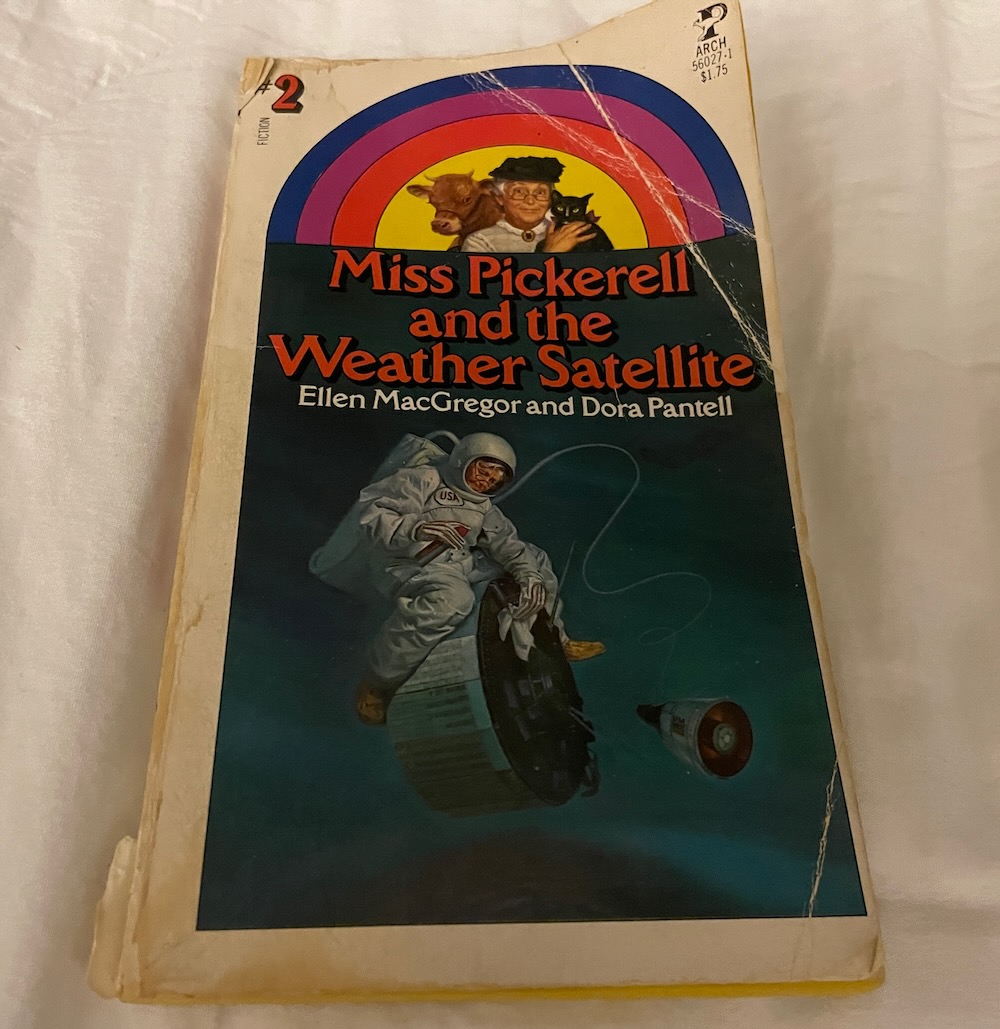 #2
FICTION
ARCH
56027·1
$1.75
Miss Pickerell
and the
Weather Satellite
Ellen MacGregor and Dora Pantell
USA